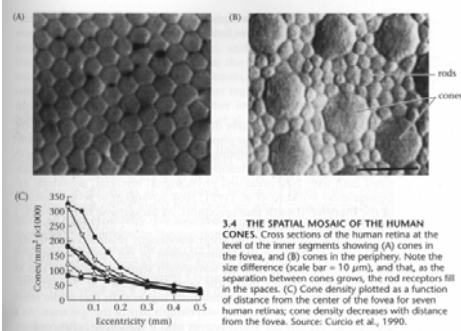 (A)
(B)
rods
cones
(C)
Cones/mm² (×1000)
350
300
250
200
150
100
50
0
0.1 0.2 0.3 0.4 0.5
Eccentricity (mm)
3.4 THE SPATIAL MOSAIC OF THE HUMAN
CONES. Cross sections of the human retina at the
level of the inner segments showing (A) cones in
the fovea, and (B) cones in the periphery. Note the
size difference (scale bar = 10 μm), and that, as the
separation between cones grows, the rod receptors fill
in the spaces. (C) Cone density plotted as a function
of distance from the center of the fovea for seven
human retinas; cone density decreases with distance
from the fovea. Source: Curcio et al., 1990.